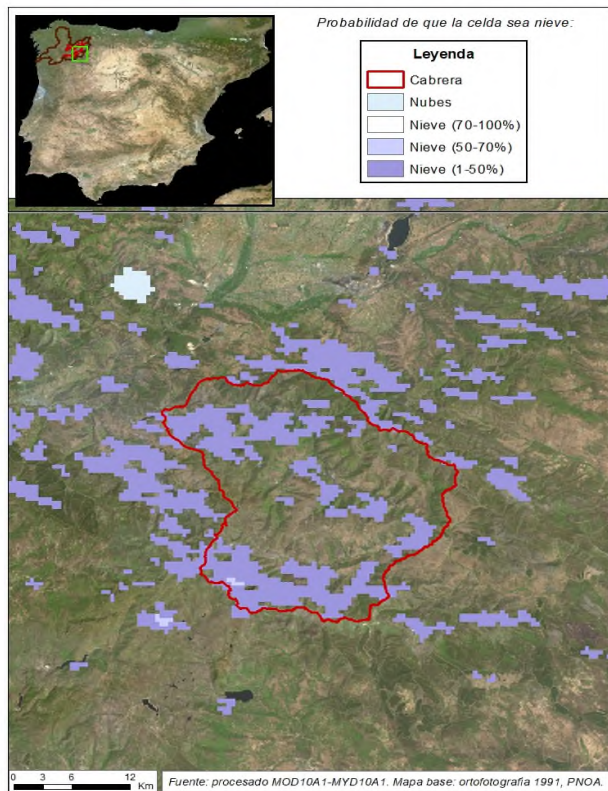 Probabilidad de que la celda sea nieve:
Leyenda
Cabrera
Nubes
Nieve (70-100%)
Nieve (50-70%)
Nieve (1-50%)
0 3 6 12
Km
Fuente: procesado MOD10A1-MYD10A1. Mapa base: ortofotografía 1991, PNOA.